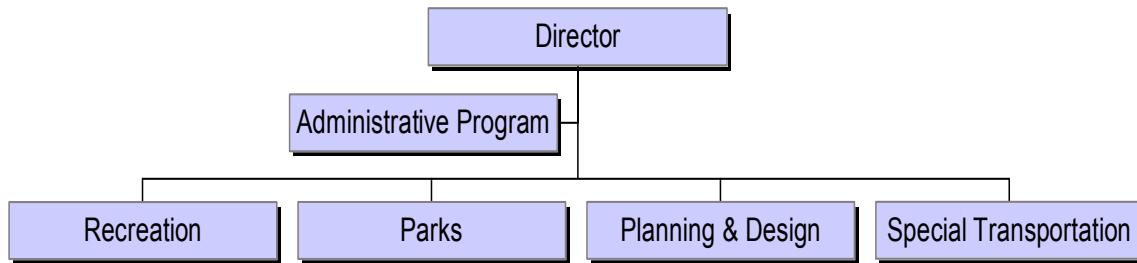 Director
Administrative Program
Recreation
Parks
Planning & Design
Special Transportation